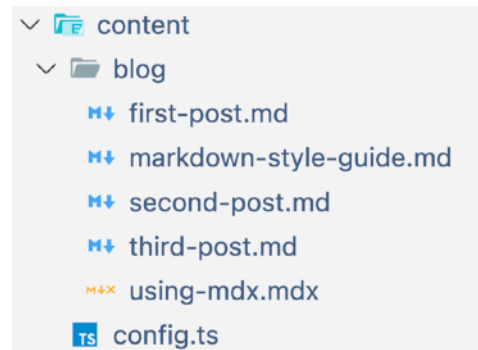 content
blog
first-post.md
markdown-style-guide.md
second-post.md
third-post.md
using-mdx.mdx
TS config.ts